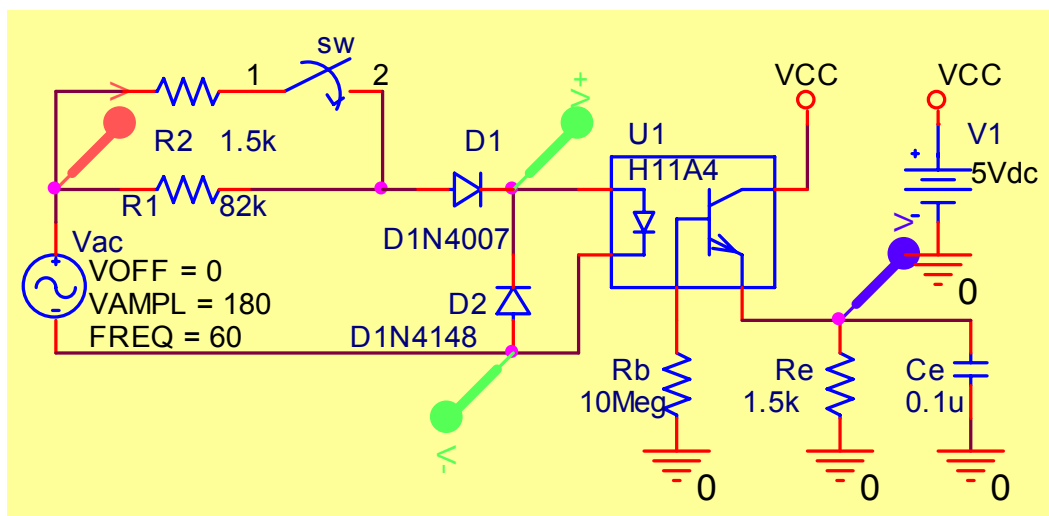 sw
1
2
R2 1.5k
R1
82k
Vac
VOFF = 0
VAMPL = 180
FREQ = 60
D1
D1N4007
D2
D1N4148
V+
V-
U1
H11A4
VCC
VCC
V1
+
5Vdc
V-
0
Rb
10Meg
Re
1.5k
Ce
0.1u
0
0
0